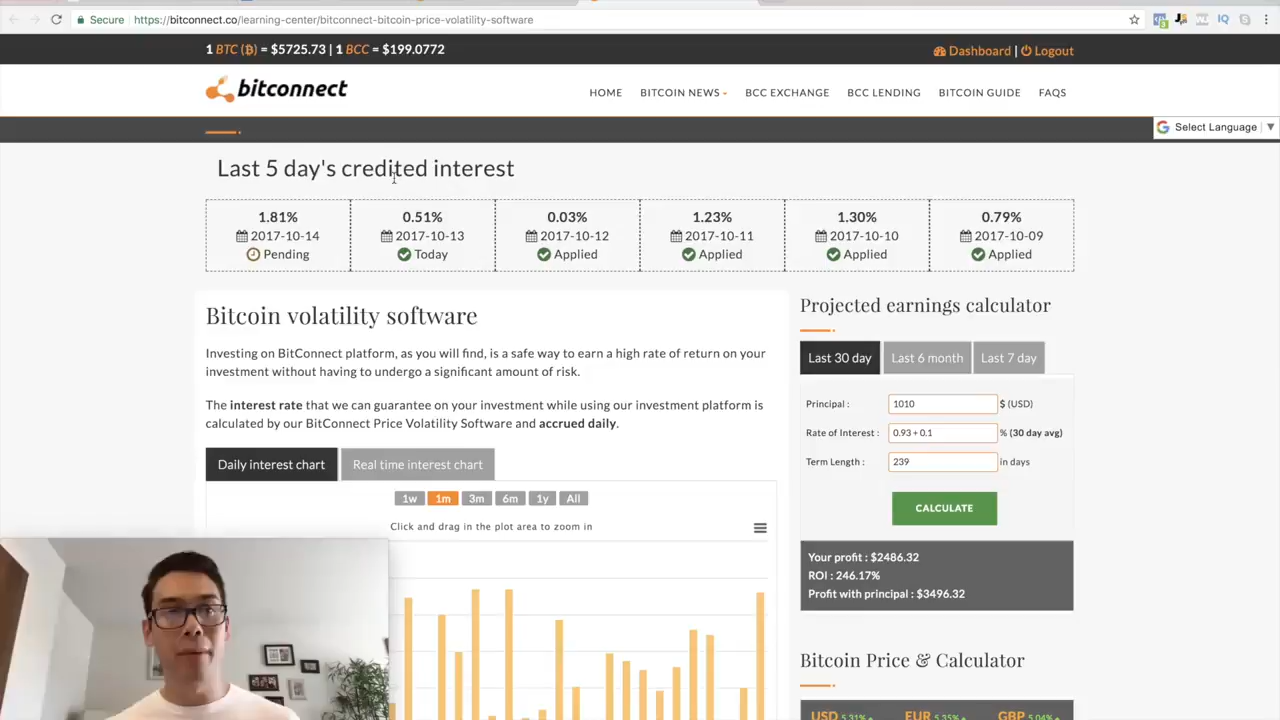 Secure https://bitconnect.co/learning-center/bitconnect-bitcoin-price-volatility-software
1 BTC (₿) = $5725.73 | 1 BCC = $199.0772
Dashboard | Logout
bitconnect
HOME BITCOIN NEWS BCC EXCHANGE BCC LENDING BITCOIN GUIDE FAQS
Select Language
Last 5 day's credited interest
1.81% 0.51% 0.03% 1.23% 1.30% 0.79%
2017-10-14 2017-10-13 2017-10-12 2017-10-11 2017-10-10 2017-10-09
Pending Today Applied Applied Applied Applied
Bitcoin volatility software
Investing on BitConnect platform, as you will find, is a safe way to earn a high rate of return on your
investment without having to undergo a significant amount of risk.
The interest rate that we can guarantee on your investment while using our investment platform is
calculated by our BitConnect Price Volatility Software and accrued daily.
Daily interest chart Real time interest chart
1w 1m 3m 6m 1y All
Click and drag in the plot area to zoom in
Projected earnings calculator
Last 30 day Last 6 month Last 7 day
Principal : 1010 $ (USD)
Rate of Interest : 0.93 + 0.1 % (30 day avg)
Term Length : 239 in days
CALCULATE
Your profit : $2486.32
ROI : 246.17%
Profit with principal : $3496.32
Bitcoin Price & Calculator
USD 5.31% EUR 5.35% GBP 5.04%